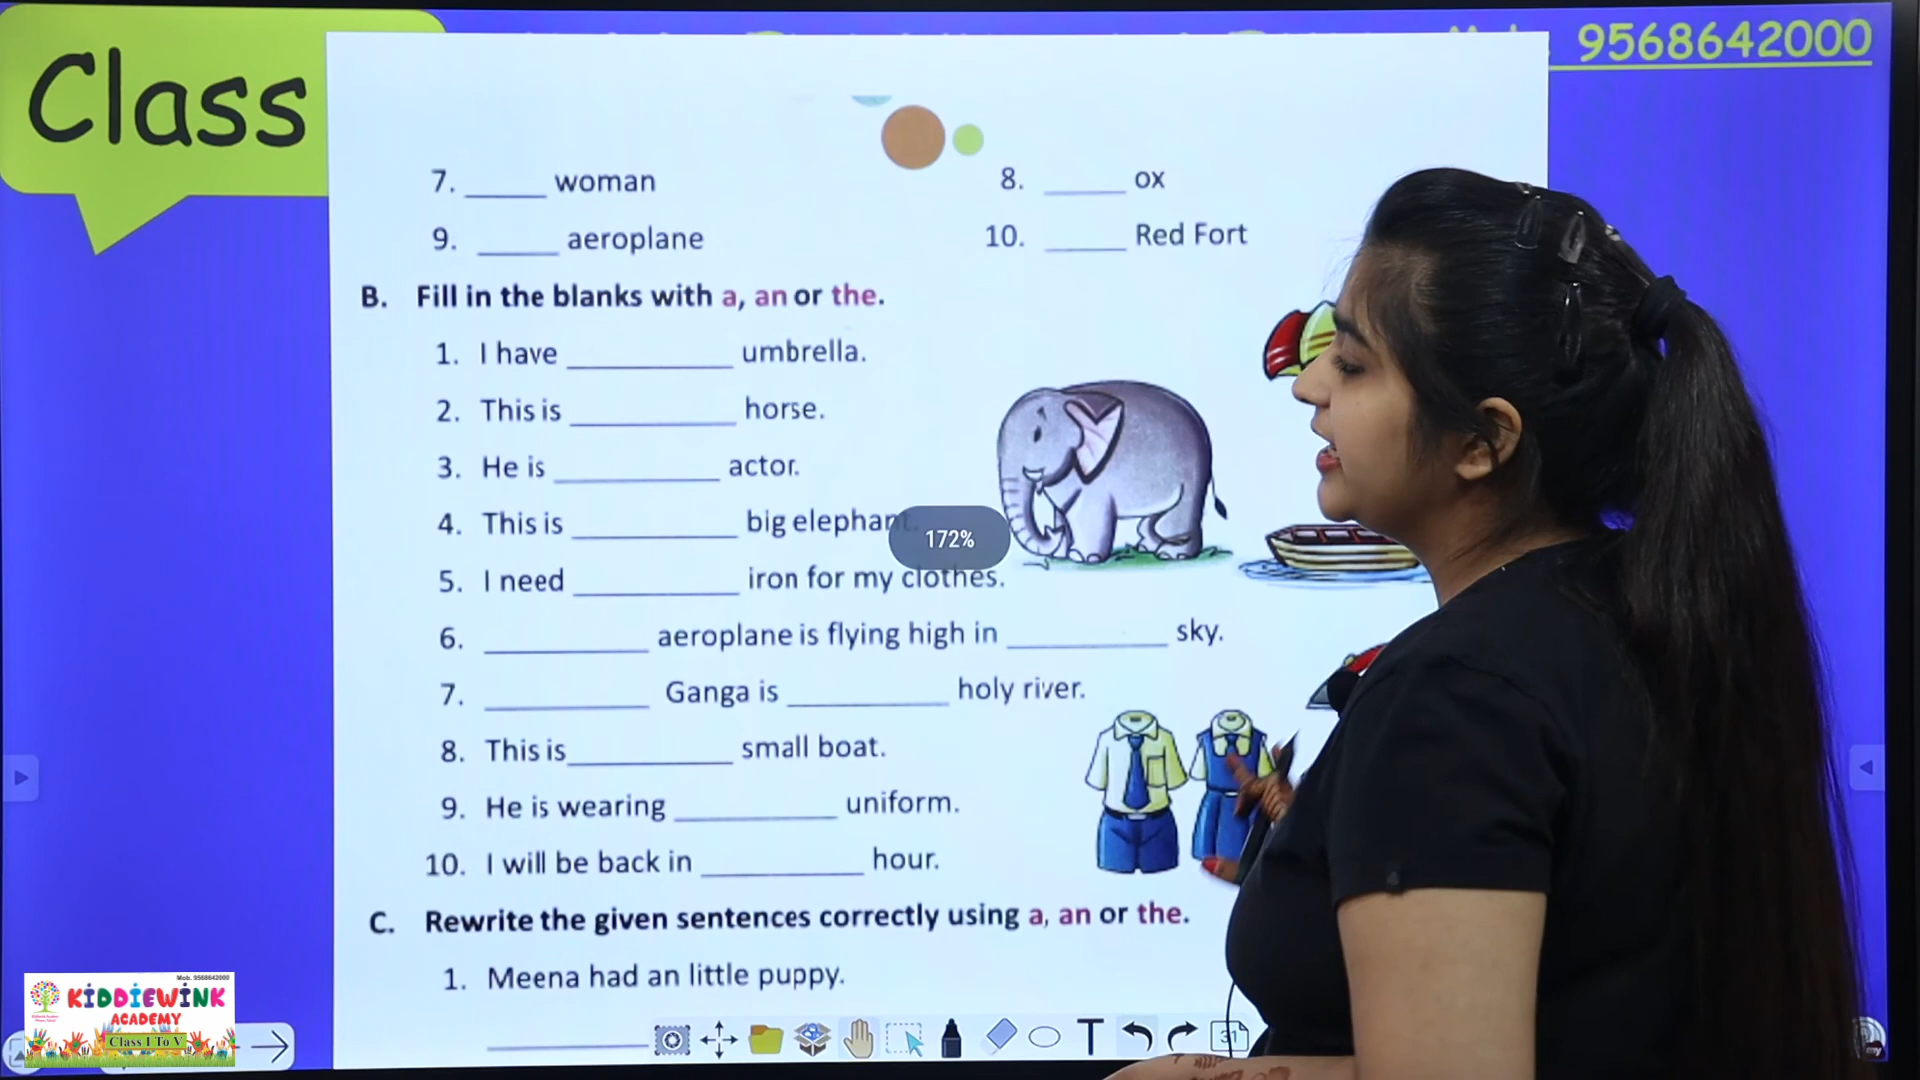 Class
9568642000
7. _____ woman
8. _____ ox
9. _____ aeroplane
10. _____ Red Fort
B. Fill in the blanks with a, an or the.
1. I have __________ umbrella.
2. This is __________ horse.
3. He is __________ actor.
4. This is __________ big elephant.
172%
5. I need __________ iron for my clothes.
6. __________ aeroplane is flying high in __________ sky.
7. __________ Ganga is __________ holy river.
8. This is __________ small boat.
9. He is wearing __________ uniform.
10. I will be back in __________ hour.
C. Rewrite the given sentences correctly using a, an or the.
1. Meena had an little puppy.
T
31
Mob. 9568642000
KIDDIEWINK
ACADEMY
Class I To V